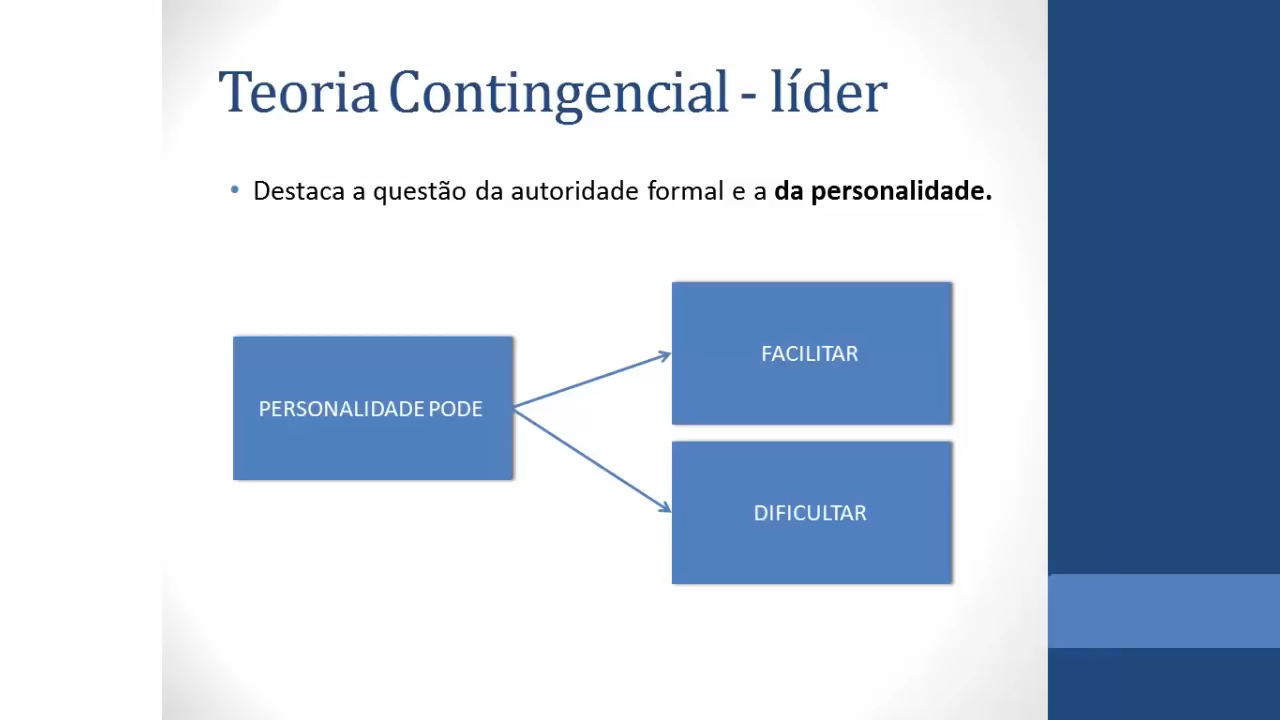 Teoria Contingencial - líder
• Destaca a questão da autoridade formal e a da personalidade.
FACILITAR
PERSONALIDADE PODE
DIFICULTAR